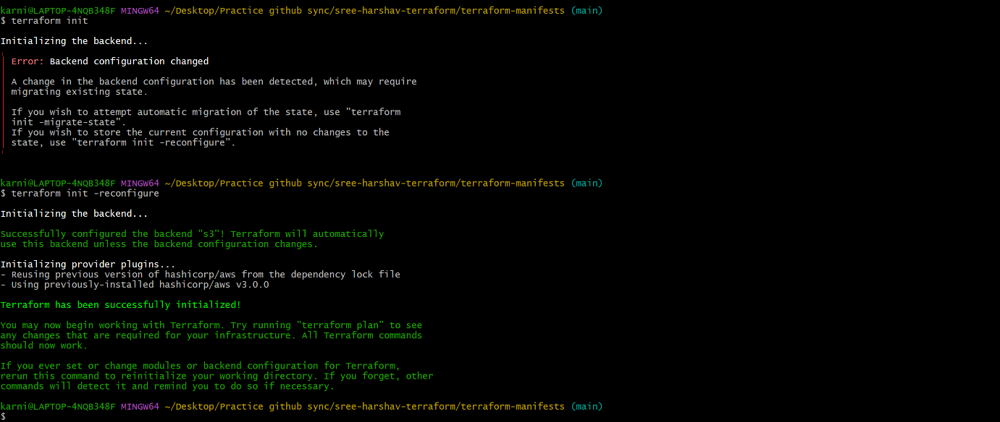 karni@LAPTOP-4NQB348F MINGW64 ~/Desktop/Practice github sync/sree-harshav-terraform/terraform-manifests (main)
$ terraform init
Initializing the backend...
Error: Backend configuration changed
A change in the backend configuration has been detected, which may require
migrating existing state.
If you wish to attempt automatic migration of the state, use "terraform
init -migrate-state".
If you wish to store the current configuration with no changes to the
state, use "terraform init -reconfigure".
karni@LAPTOP-4NQB348F MINGW64 ~/Desktop/Practice github sync/sree-harshav-terraform/terraform-manifests (main)
$ terraform init -reconfigure
Initializing the backend...
Successfully configured the backend "s3"! Terraform will automatically
use this backend unless the backend configuration changes.
Initializing provider plugins...
- Reusing previous version of hashicorp/aws from the dependency lock file
- Using previously-installed hashicorp/aws v3.0.0
Terraform has been successfully initialized!
You may now begin working with Terraform. Try running "terraform plan" to see
any changes that are required for your infrastructure. All Terraform commands
should now work.
If you ever set or change modules or backend configuration for Terraform,
rerun this command to reinitialize your working directory. If you forget, other
commands will detect it and remind you to do so if necessary.
karni@LAPTOP-4NQB348F MINGW64 ~/Desktop/Practice github sync/sree-harshav-terraform/terraform-manifests (main)
$